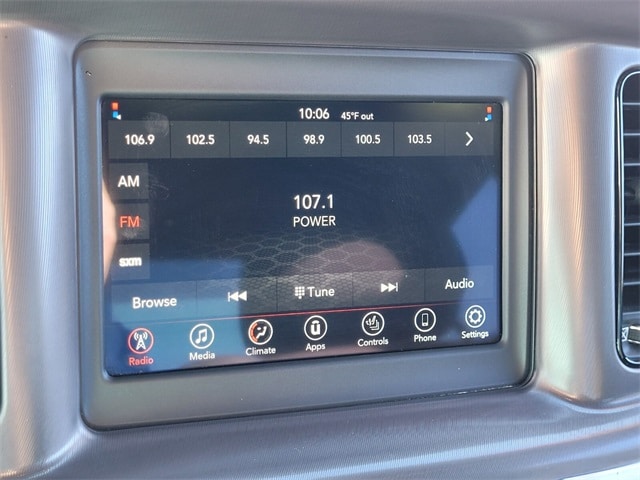 10:06 45°F out
106.9 102.5 94.5 98.9 100.5 103.5
AM
107.1
FM
POWER
sxm
Browse Tune Audio
Radio Media Climate Apps Controls Phone Settings